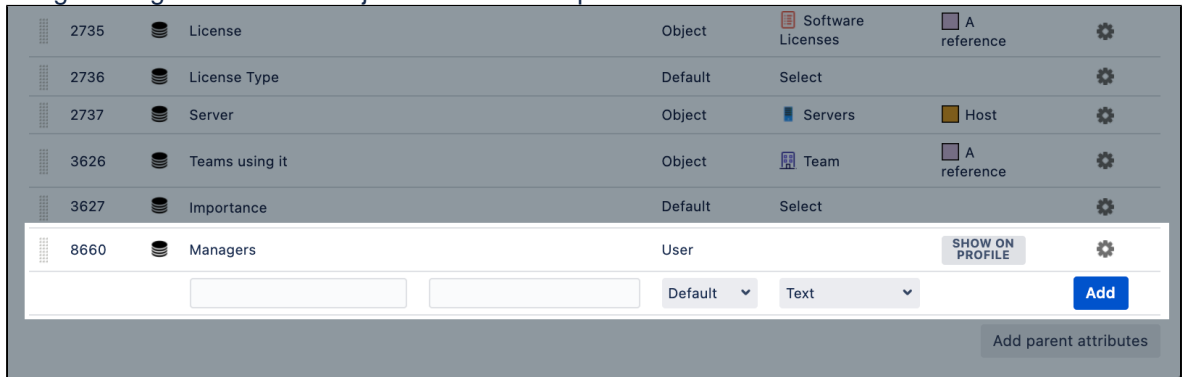 2735 License Object Software Licenses A reference
2736 License Type Default Select
2737 Server Object Servers Host
3626 Teams using it Object Team A reference
3627 Importance Default Select
8660 Managers User SHOW ON PROFILE
Default Text Add
Add parent attributes